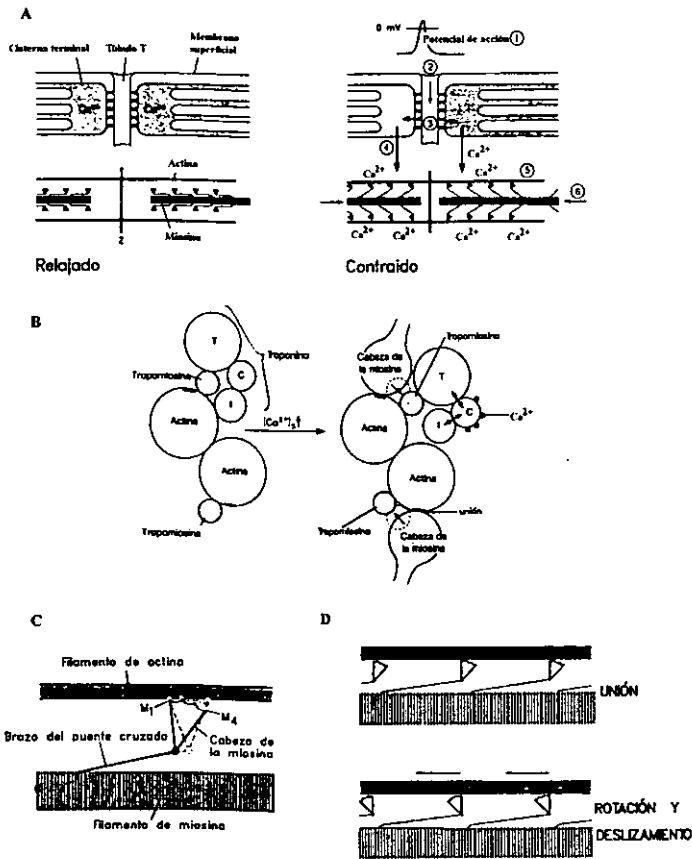 A
Cisterna terminal
Túbulo T
Membrana
superficial
Ca²⁺
Ca²⁺
Actina
Miosina
Z
Relajado
0 mV
Potencial de acción ①
②
③
④
Ca²⁺
Ca²⁺
Ca²⁺
⑤
⑥
Ca²⁺
Ca²⁺
Ca²⁺
Ca²⁺
Contraido
B
T
Troponina
Tropomiosina
C
I
Actina
Actina
Tropomiosina
[Ca²⁺]ₛ↑
Tropomiosina
Cabeza de
la miosina
T
C
I
Ca²⁺
Actina
Actina
unión
Tropomiosina
Cabeza de
la miosina
C
Filamento de actina
M₁
M₄
Brazo del puente cruzado
Cabeza de
la miosina
Filamento de miosina
D
UNIÓN
ROTACIÓN Y
DESLIZAMIENTO